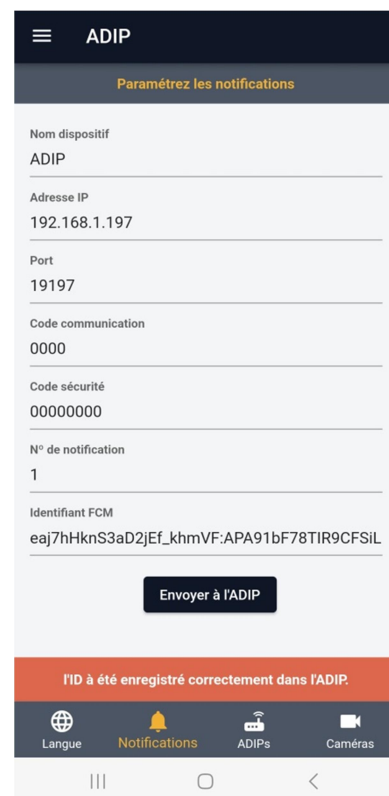 ADIP
Paramétrez les notifications
Nom dispositif
ADIP
Adresse IP
192.168.1.197
Port
19197
Code communication
0000
Code sécurité
00000000
Nº de notification
1
Identifiant FCM
eaj7hHknS3aD2jEf_khmVF:APA91bF78TIR9CFSiL
Envoyer à l'ADIP
l'ID à été enregistré correctement dans l'ADIP.
Langue Notifications ADIPs Caméras